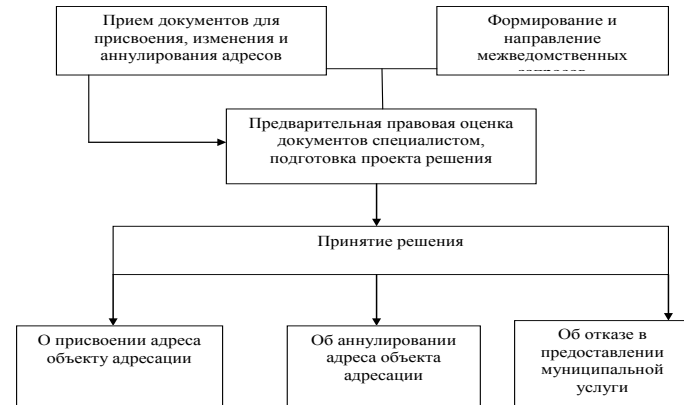 Прием документов для
присвоения, изменения и
аннулирования адресов
Формирование и
направление
межведомственных
Предварительная правовая оценка
документов специалистом,
подготовка проекта решения
Принятие решения
О присвоении адреса
объекту адресации
Об аннулировании
адреса объекта
адресации
Об отказе в
предоставлении
муниципальной
услуги